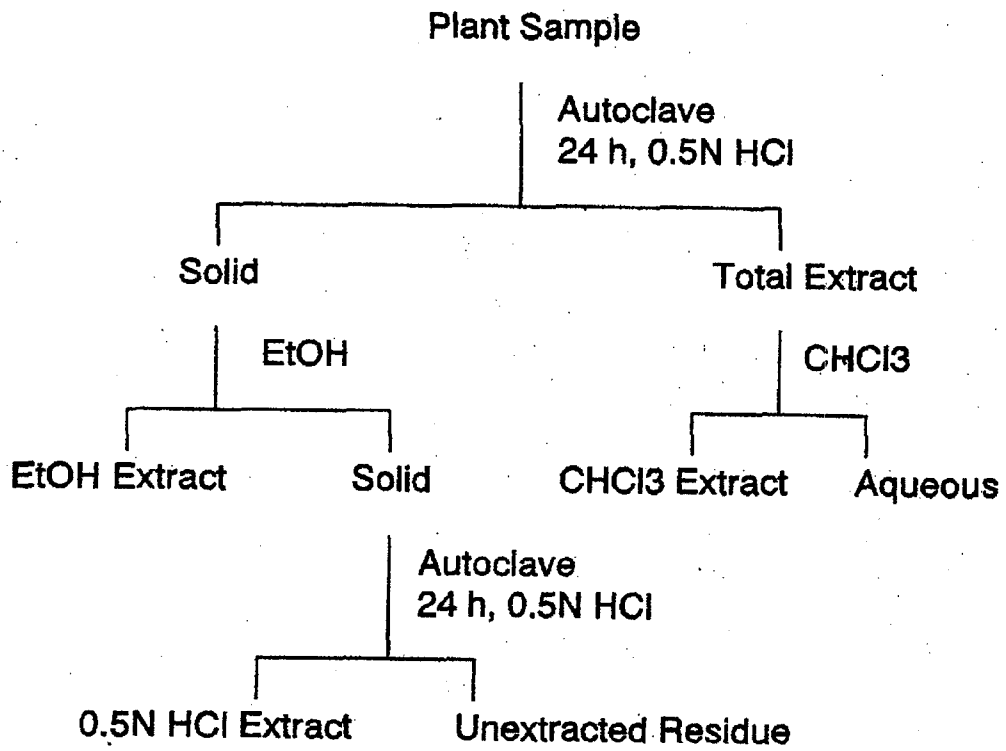 Plant Sample
Autoclave
24 h, 0.5N HCl
Solid
Total Extract
EtOH
CHCl3
EtOH Extract
Solid
CHCl3 Extract
Aqueous
Autoclave
24 h, 0.5N HCl
0.5N HCl Extract
Unextracted Residue